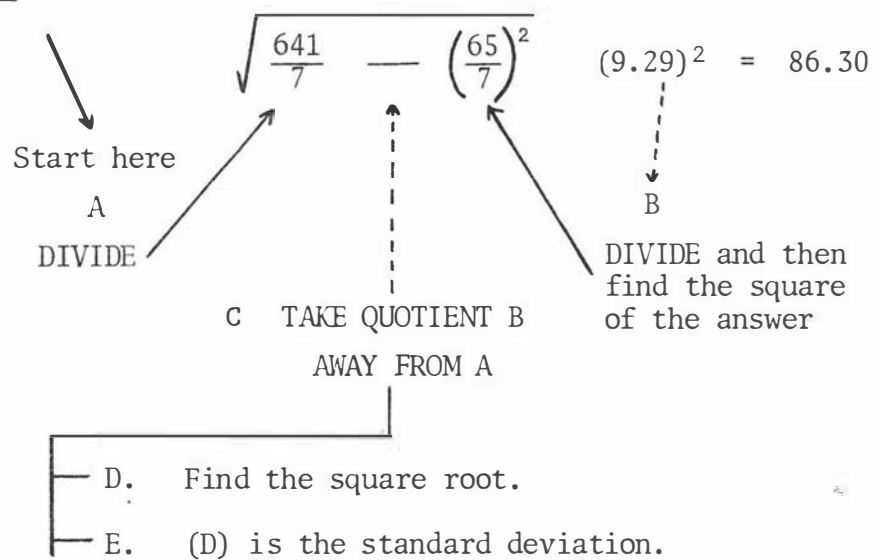 √ 641/7 — (65/7)² (9.29)² = 86.30
Start here
A
DIVIDE
B
DIVIDE and then
find the square
of the answer
C TAKE QUOTIENT B
AWAY FROM A
D. Find the square root.
E. (D) is the standard deviation.